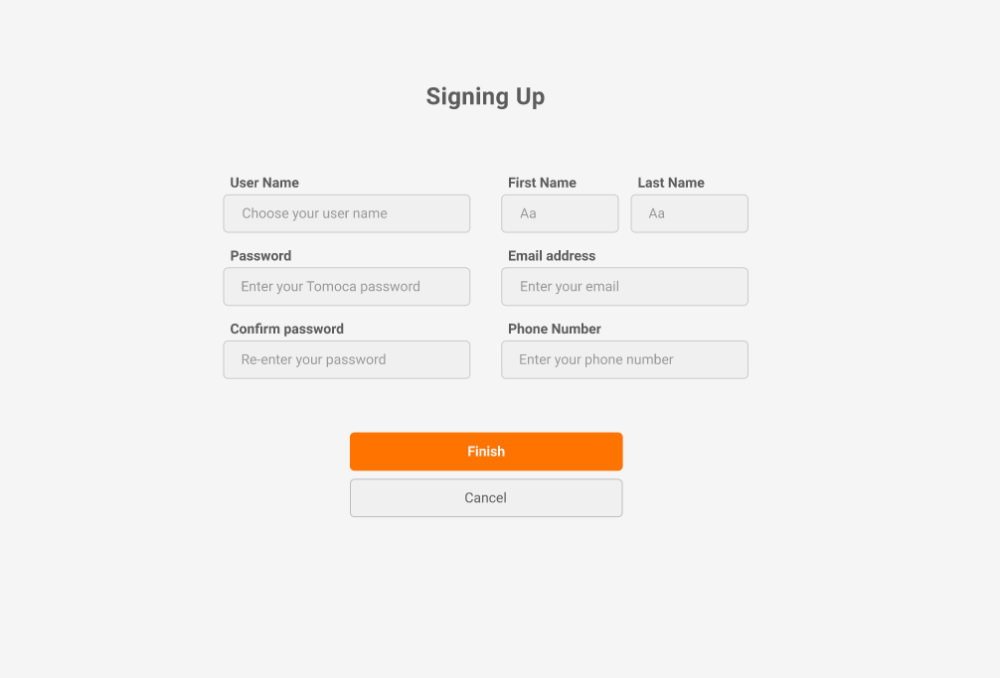 Signing Up
User Name
First Name
Last Name
Choose your user name
Aa
Aa
Password
Email address
Enter your Tomoca password
Enter your email
Confirm password
Phone Number
Re-enter your password
Enter your phone number
Finish
Cancel